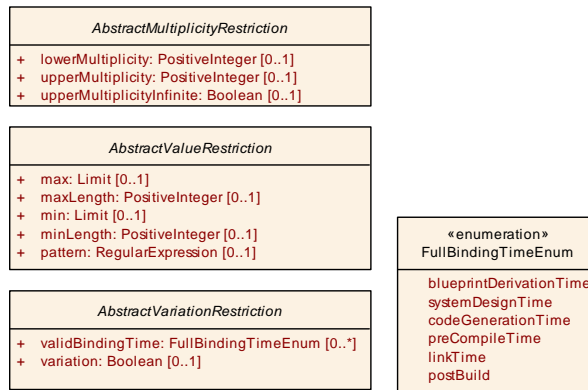 AbstractMultiplicityRestriction
+ lowerMultiplicity: PositiveInteger [0..1]
+ upperMultiplicity: PositiveInteger [0..1]
+ upperMultiplicityInfinite: Boolean [0..1]
AbstractValueRestriction
+ max: Limit [0..1]
+ maxLength: PositiveInteger [0..1]
+ min: Limit [0..1]
+ minLength: PositiveInteger [0..1]
+ pattern: RegularExpression [0..1]
AbstractVariationRestriction
+ validBindingTime: FullBindingTimeEnum [0..*]
+ variation: Boolean [0..1]
«enumeration»
FullBindingTimeEnum
blueprintDerivationTime
systemDesignTime
codeGenerationTime
preCompileTime
linkTime
postBuild